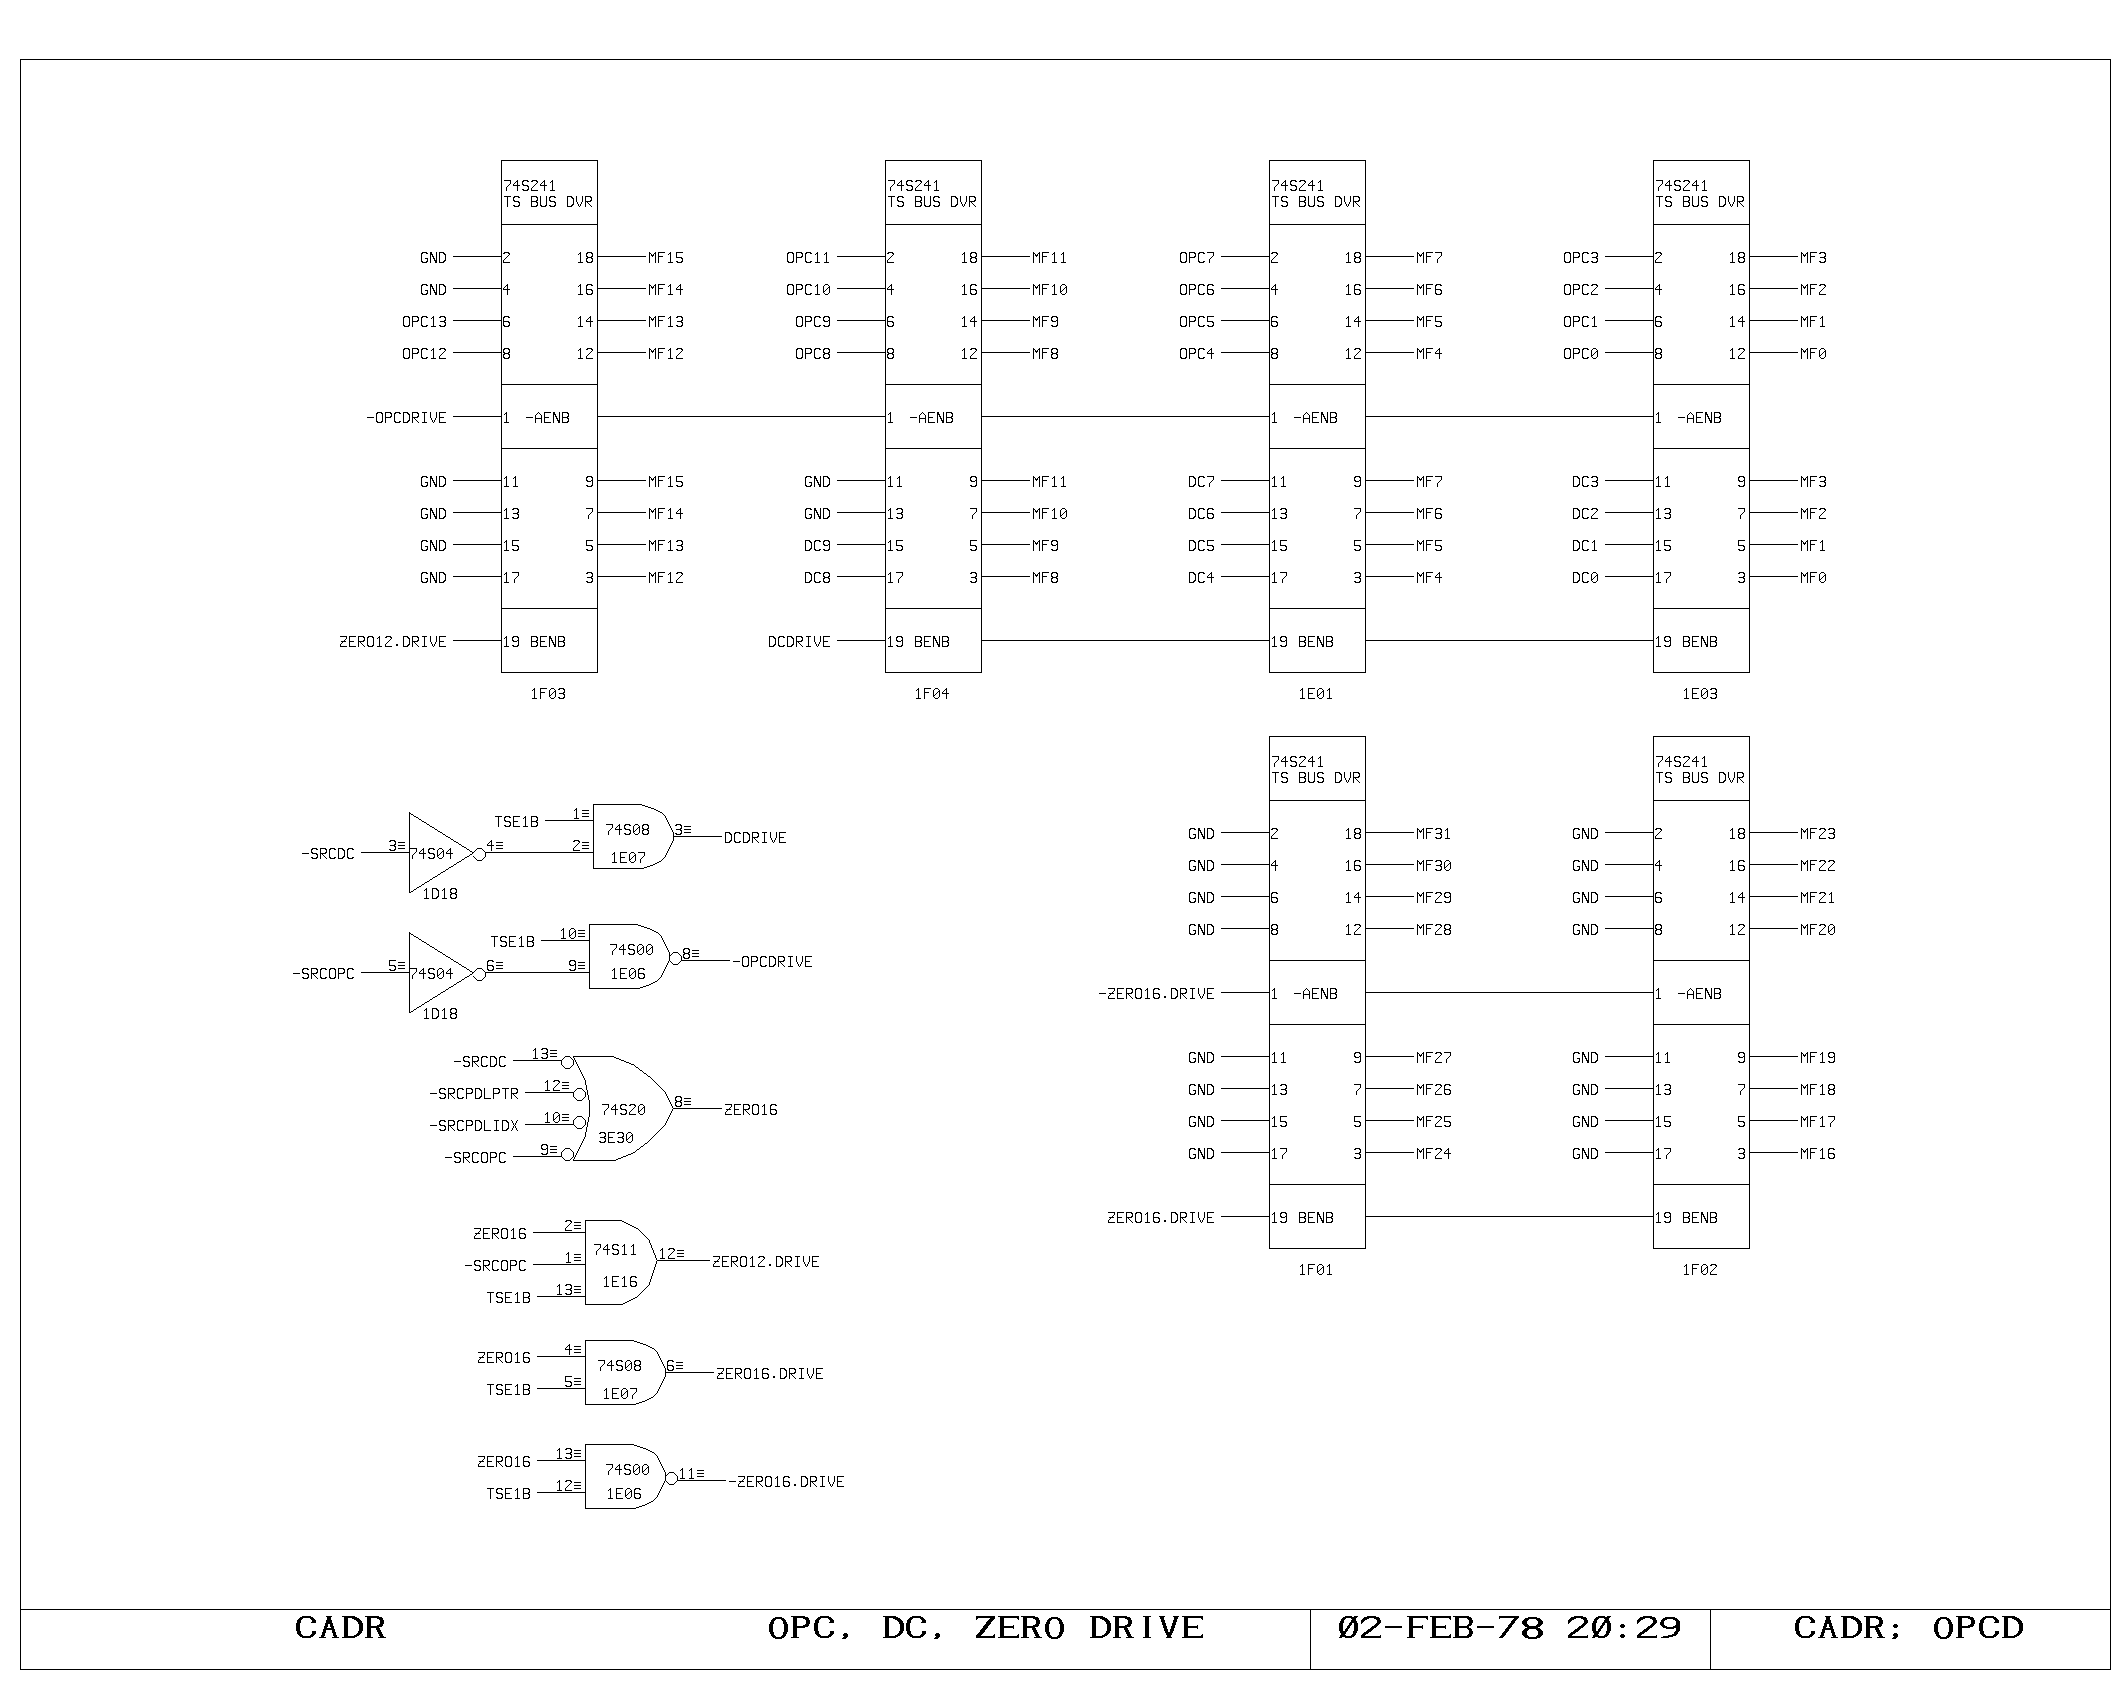 74S241 74S241 74S241 74S241
TS BUS DVR TS BUS DVR TS BUS DVR TS BUS DVR
GND 2 18 MF15 OPC11 2 18 MF11 OPC7 2 18 MF7 OPC3 2 18 MF3
GND 4 16 MF14 OPC10 4 16 MF10 OPC6 4 16 MF6 OPC2 4 16 MF2
OPC13 6 14 MF13 OPC9 6 14 MF9 OPC5 6 14 MF5 OPC1 6 14 MF1
OPC12 8 12 MF12 OPC8 8 12 MF8 OPC4 8 12 MF4 OPC0 8 12 MF0
-OPCDRIVE 1 -AENB 1 -AENB 1 -AENB 1 -AENB
GND 11 9 MF15 GND 11 9 MF11 DC7 11 9 MF7 DC3 11 9 MF3
GND 13 7 MF14 GND 13 7 MF10 DC6 13 7 MF6 DC2 13 7 MF2
GND 15 5 MF13 DC9 15 5 MF9 DC5 15 5 MF5 DC1 15 5 MF1
GND 17 3 MF12 DC8 17 3 MF8 DC4 17 3 MF4 DC0 17 3 MF0
ZERO12.DRIVE 19 BENB DCDRIVE 19 BENB 19 BENB 19 BENB
1F03 1F04 1E01 1E03
TSE1B 1≡ 74S08 3≡ DCDRIVE
-SRCDC 3≡ 74S04 4≡ 2≡ 1E07
1D18
TSE1B 10≡ 74S00 8≡ -OPCDRIVE
-SRCOPC 5≡ 74S04 6≡ 9≡ 1E06
1D18
-SRCDC 13≡
-SRCPDLPTR 12≡ 74S20 8≡ ZERO16
-SRCPDLIDX 10≡ 3E30
-SRCOPC 9≡
ZERO16 2≡ 74S11
-SRCOPC 1≡ 12≡ ZERO12.DRIVE
TSE1B 13≡ 1E16
ZERO16 4≡ 74S08 6≡ ZERO16.DRIVE
TSE1B 5≡ 1E07
ZERO16 13≡ 74S00 11≡ -ZERO16.DRIVE
TSE1B 12≡ 1E06
74S241 74S241
TS BUS DVR TS BUS DVR
GND 2 18 MF31 GND 2 18 MF23
GND 4 16 MF30 GND 4 16 MF22
GND 6 14 MF29 GND 6 14 MF21
GND 8 12 MF28 GND 8 12 MF20
-ZERO16.DRIVE 1 -AENB 1 -AENB
GND 11 9 MF27 GND 11 9 MF19
GND 13 7 MF26 GND 13 7 MF18
GND 15 5 MF25 GND 15 5 MF17
GND 17 3 MF24 GND 17 3 MF16
ZERO16.DRIVE 19 BENB 19 BENB
1F01 1F02
CADR OPC, DC, ZERO DRIVE 02-FEB-78 20:29 CADR; OPCD